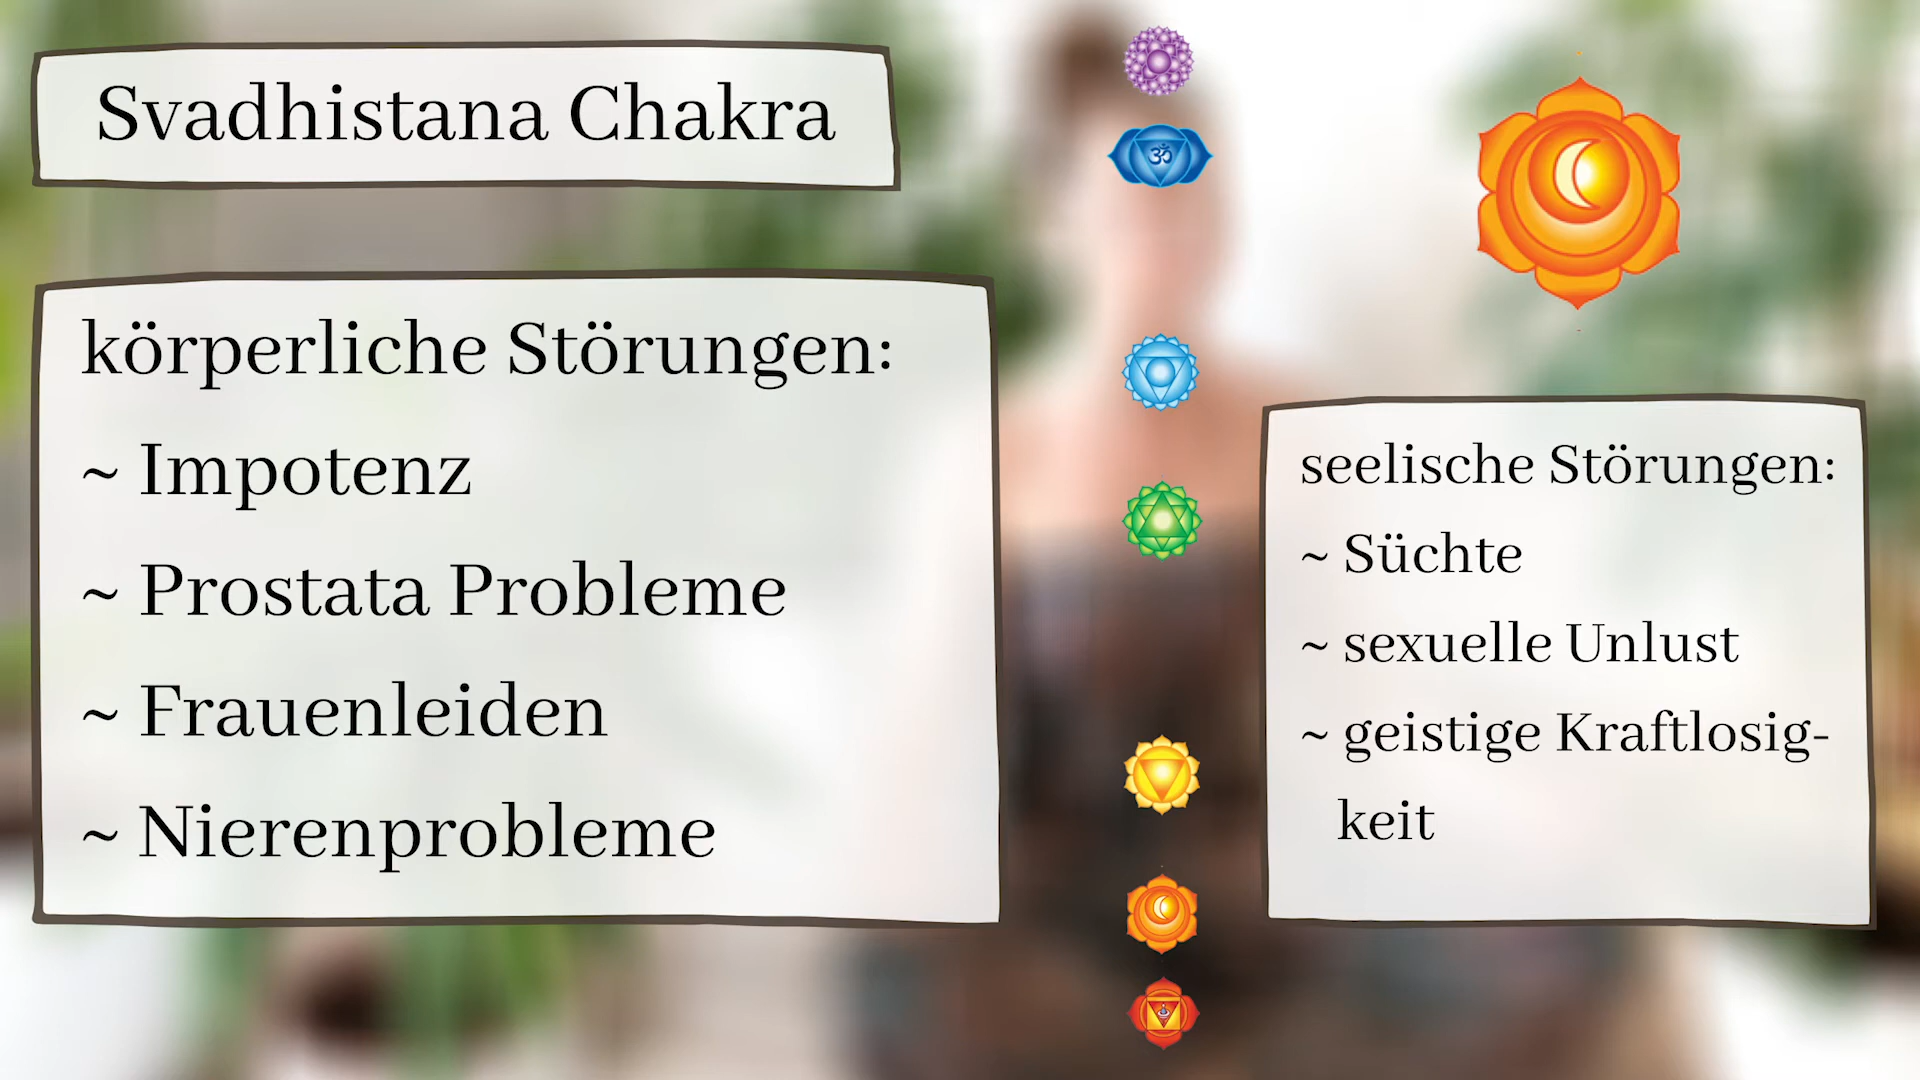 Svadhistana Chakra
körperliche Störungen:
~ Impotenz
~ Prostata Probleme
~ Frauenleiden
~ Nierenprobleme
ॐ
seelische Störungen:
~ Süchte
~ sexuelle Unlust
~ geistige Kraftlosig-
keit